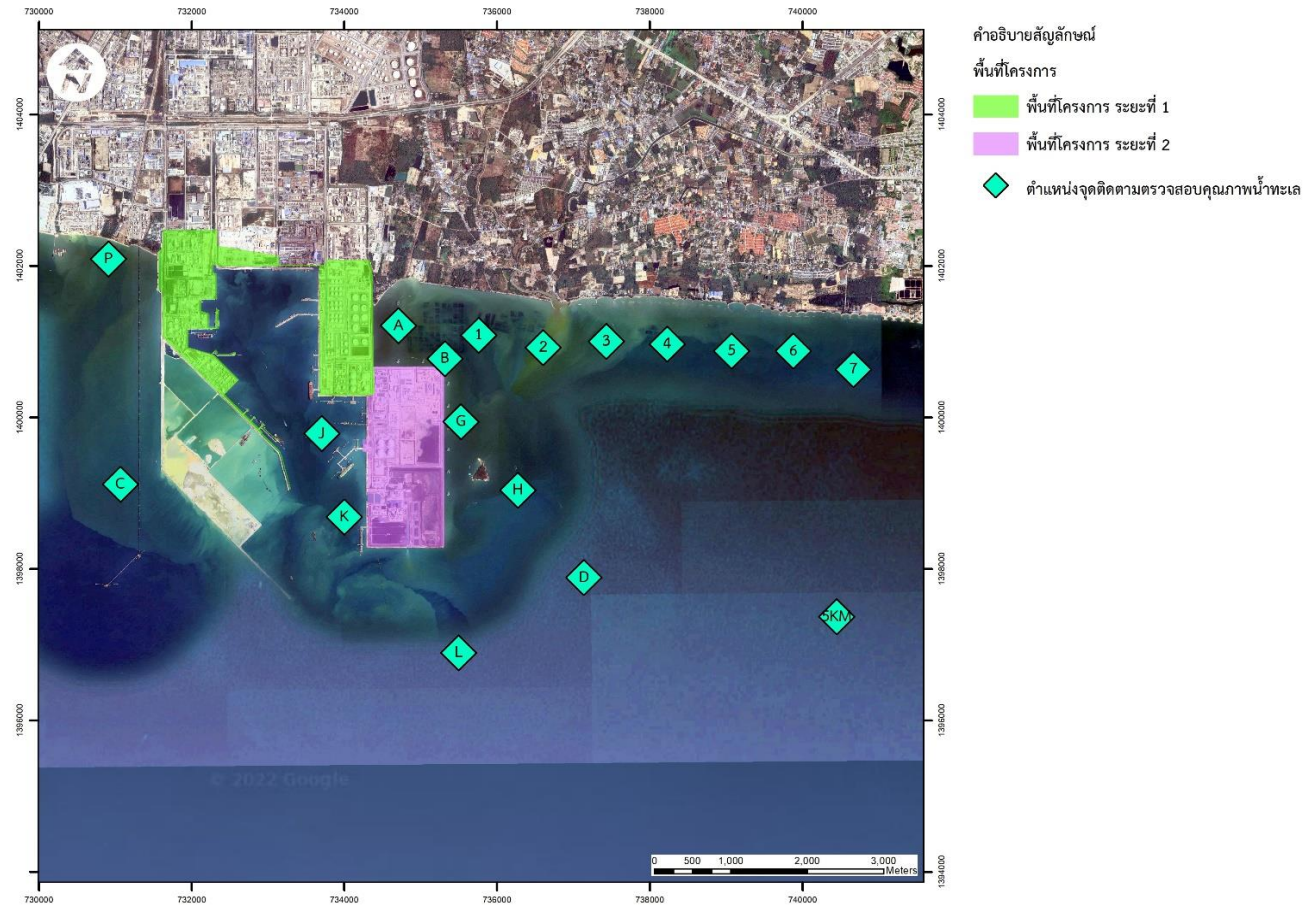 730000 732000 734000 736000 738000 740000
คำอธิบายสัญลักษณ์
พื้นที่โครงการ
พื้นที่โครงการ ระยะที่ 1
พื้นที่โครงการ ระยะที่ 2
ตำแหน่งจุดติดตามตรวจสอบคุณภาพน้ำทะเล
1404000 1404000
1402000 1402000
P
A
1
2
3
4
5
6
7
B
1400000 1400000
G
J
C
H
K
1398000 1398000
D
5KM
L
1396000 1396000
© 2022 Google
0 500 1,000 2,000 3,000
Meters
1394000 1394000
730000 732000 734000 736000 738000 740000